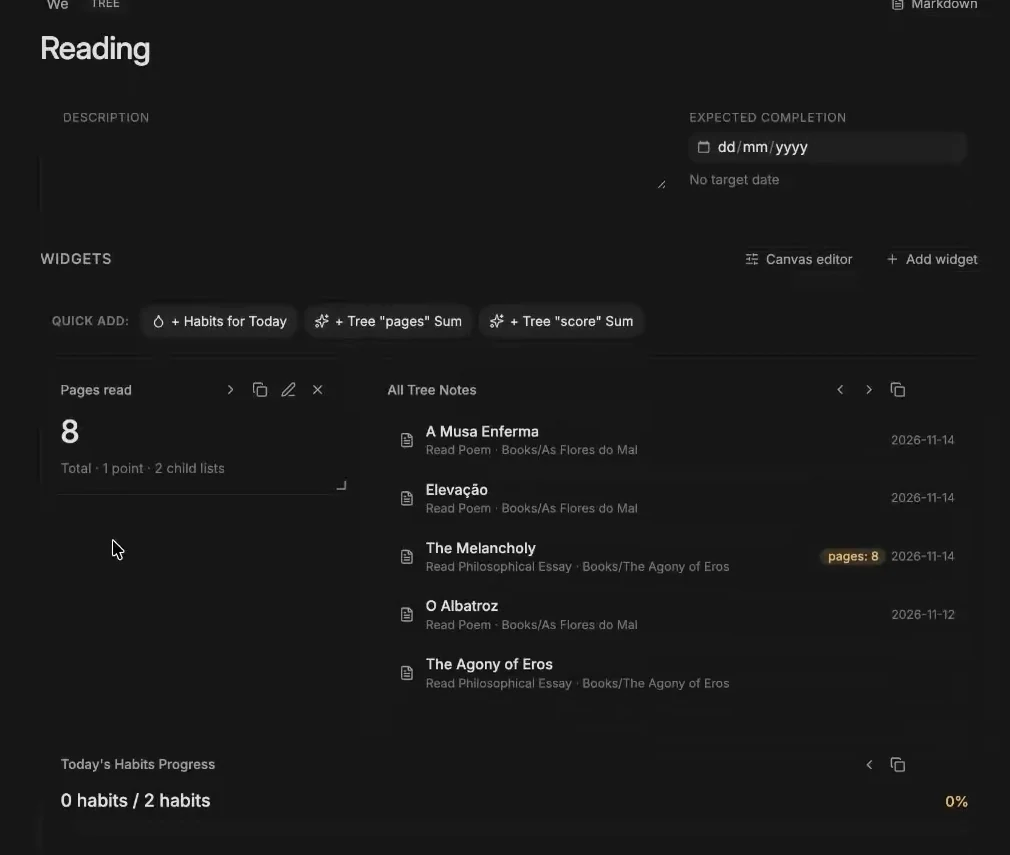 We TREE Markdown
Reading
DESCRIPTION
EXPECTED COMPLETION
dd/mm/yyyy
No target date
WIDGETS
Canvas editor
+ Add widget
QUICK ADD:
+ Habits for Today
+ Tree "pages" Sum
+ Tree "score" Sum
Pages read
8
Total · 1 point · 2 child lists
All Tree Notes
A Musa Enferma
Read Poem · Books/As Flores do Mal
2026-11-14
Elevação
Read Poem · Books/As Flores do Mal
2026-11-14
The Melancholy
Read Philosophical Essay · Books/The Agony of Eros
pages: 8 2026-11-14
O Albatroz
Read Poem · Books/As Flores do Mal
2026-11-12
The Agony of Eros
Read Philosophical Essay · Books/The Agony of Eros
Today's Habits Progress
0 habits / 2 habits
0%